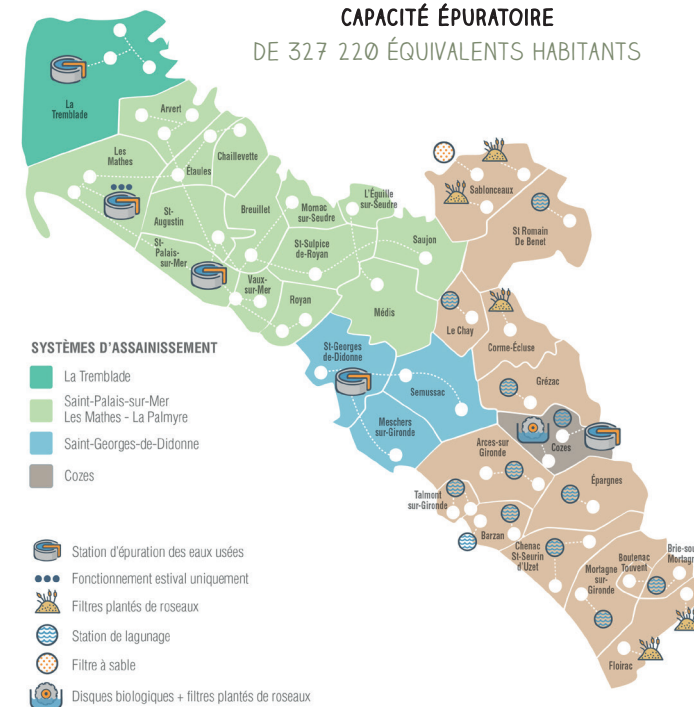 CAPACITÉ ÉPURATOIRE
DE 327 220 ÉQUIVALENTS HABITANTS
La
Tremblade
Arvert
Les
Mathes
Chaillevette
Étaules
St-
Augustin
Breuillet
Mornac
sur-Seudre
L'Éguille
sur-Seudre
St-
Palais-
sur-Mer
St-Sulpice
de-Royan
Saujon
Vaux-
sur-Mer
Royan
Médis
Sablonceaux
St Romain
De Benet
Le Chay
Corme-Écluse
Grézac
St-Georges
de-Didonne
Semussac
Meschers
sur-Gironde
Arces-sur
Gironde
Cozes
Épargnes
Talmont
sur-Gironde
Barzan
Chenac
St-Seurin
d'Uzet
Mortagne
sur-
Gironde
Boutenac
Touvent
Brie-sou
Mortagn
Floirac
SYSTÈMES D'ASSAINISSEMENT
La Tremblade
Saint-Palais-sur-Mer
Les Mathes - La Palmyre
Saint-Georges-de-Didonne
Cozes
Station d'épuration des eaux usées
Fonctionnement estival uniquement
Filtres plantés de roseaux
Station de lagunage
Filtre à sable
Disques biologiques + filtres plantés de roseaux